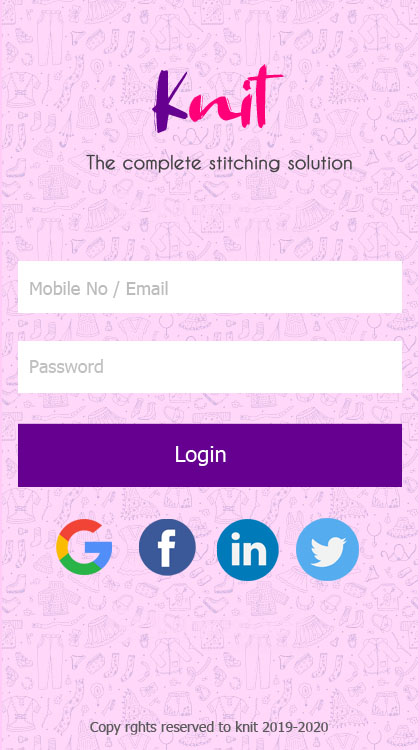 Knit
The complete stitching solution
Mobile No / Email
Password
Login
G f in
Copy rghts reserved to knit 2019-2020